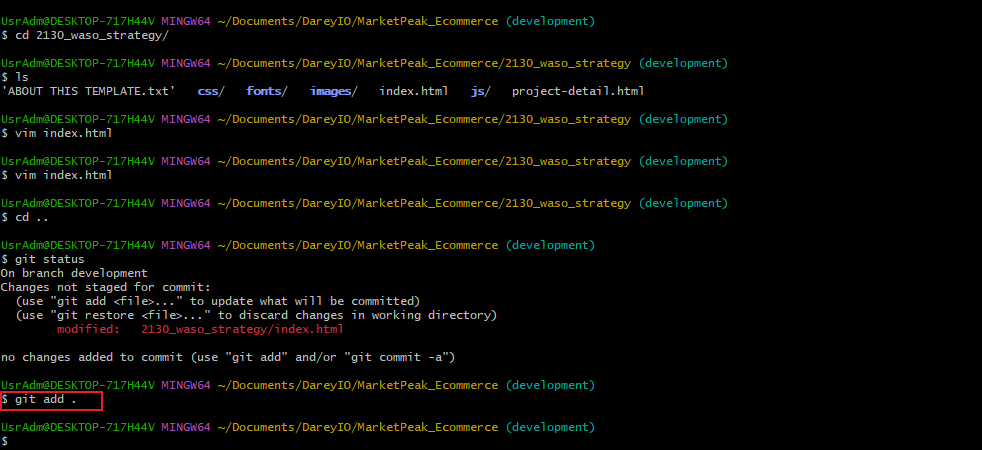 UsrAdm@DESKTOP-717H44V MINGW64 ~/Documents/DareyIO/MarketPeak_Ecommerce (development)
$ cd 2130_waso_strategy/
UsrAdm@DESKTOP-717H44V MINGW64 ~/Documents/DareyIO/MarketPeak_Ecommerce/2130_waso_strategy (development)
$ ls
'ABOUT THIS TEMPLATE.txt'   css/   fonts/   images/   index.html   js/   project-detail.html
UsrAdm@DESKTOP-717H44V MINGW64 ~/Documents/DareyIO/MarketPeak_Ecommerce/2130_waso_strategy (development)
$ vim index.html
UsrAdm@DESKTOP-717H44V MINGW64 ~/Documents/DareyIO/MarketPeak_Ecommerce/2130_waso_strategy (development)
$ vim index.html
UsrAdm@DESKTOP-717H44V MINGW64 ~/Documents/DareyIO/MarketPeak_Ecommerce/2130_waso_strategy (development)
$ cd ..
UsrAdm@DESKTOP-717H44V MINGW64 ~/Documents/DareyIO/MarketPeak_Ecommerce (development)
$ git status
On branch development
Changes not staged for commit:
  (use "git add <file>..." to update what will be committed)
  (use "git restore <file>..." to discard changes in working directory)
        modified:   2130_waso_strategy/index.html
no changes added to commit (use "git add" and/or "git commit -a")
UsrAdm@DESKTOP-717H44V MINGW64 ~/Documents/DareyIO/MarketPeak_Ecommerce (development)
$ git add .
UsrAdm@DESKTOP-717H44V MINGW64 ~/Documents/DareyIO/MarketPeak_Ecommerce (development)
$